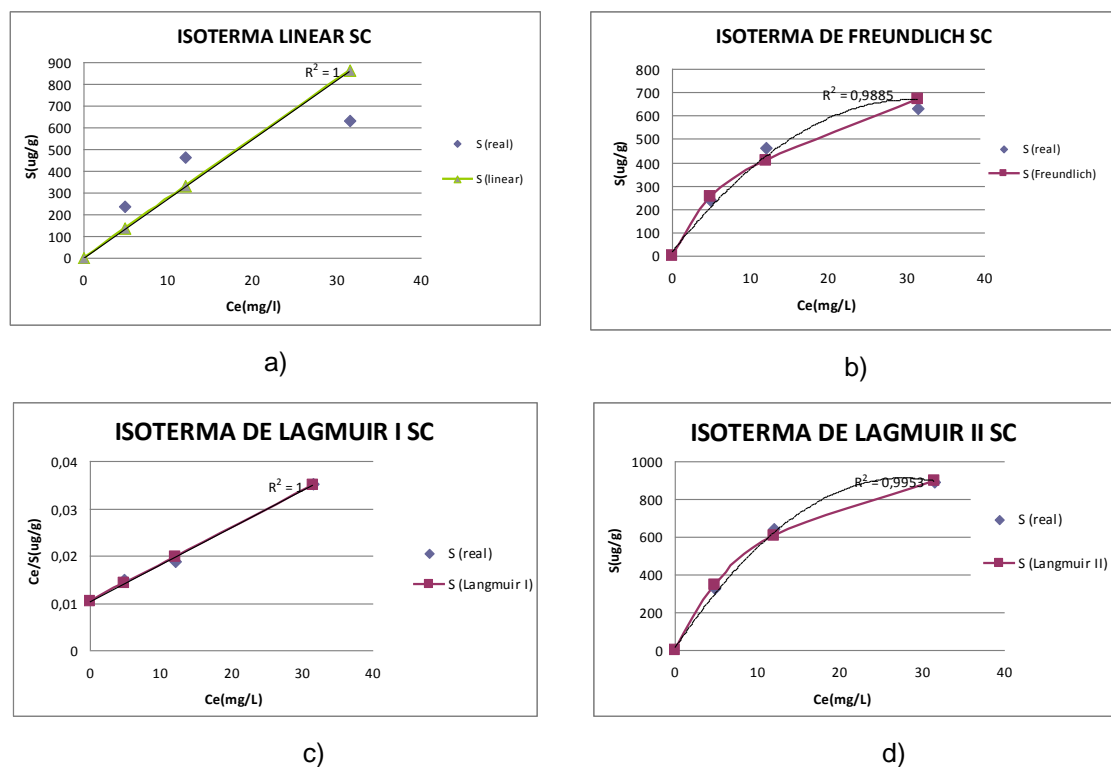 ISOTERMA LINEAR SC
900
800
700
600
500
400
300
200
100
0
0 10 20 30 40
S(ug/g)
Ce(mg/l)
R² = 1
S (real)
S (linear)
a)
ISOTERMA DE FREUNDLICH SC
800
700
600
500
400
300
200
100
0
0 10 20 30 40
S(ug/g)
Ce(mg/L)
R² = 0,9885
S (real)
S (Freundlich)
b)
ISOTERMA DE LAGMUIR I SC
0,04
0,03
0,02
0,01
0
0 10 20 30 40
Ce/S(ug/g)
Ce(mg/L)
R² = 1
S (real)
S (Langmuir I)
c)
ISOTERMA DE LAGMUIR II SC
1000
800
600
400
200
0
0 10 20 30 40
S(ug/g)
Ce(mg/L)
R² = 0,9953
S (real)
S (Langmuir II)
d)